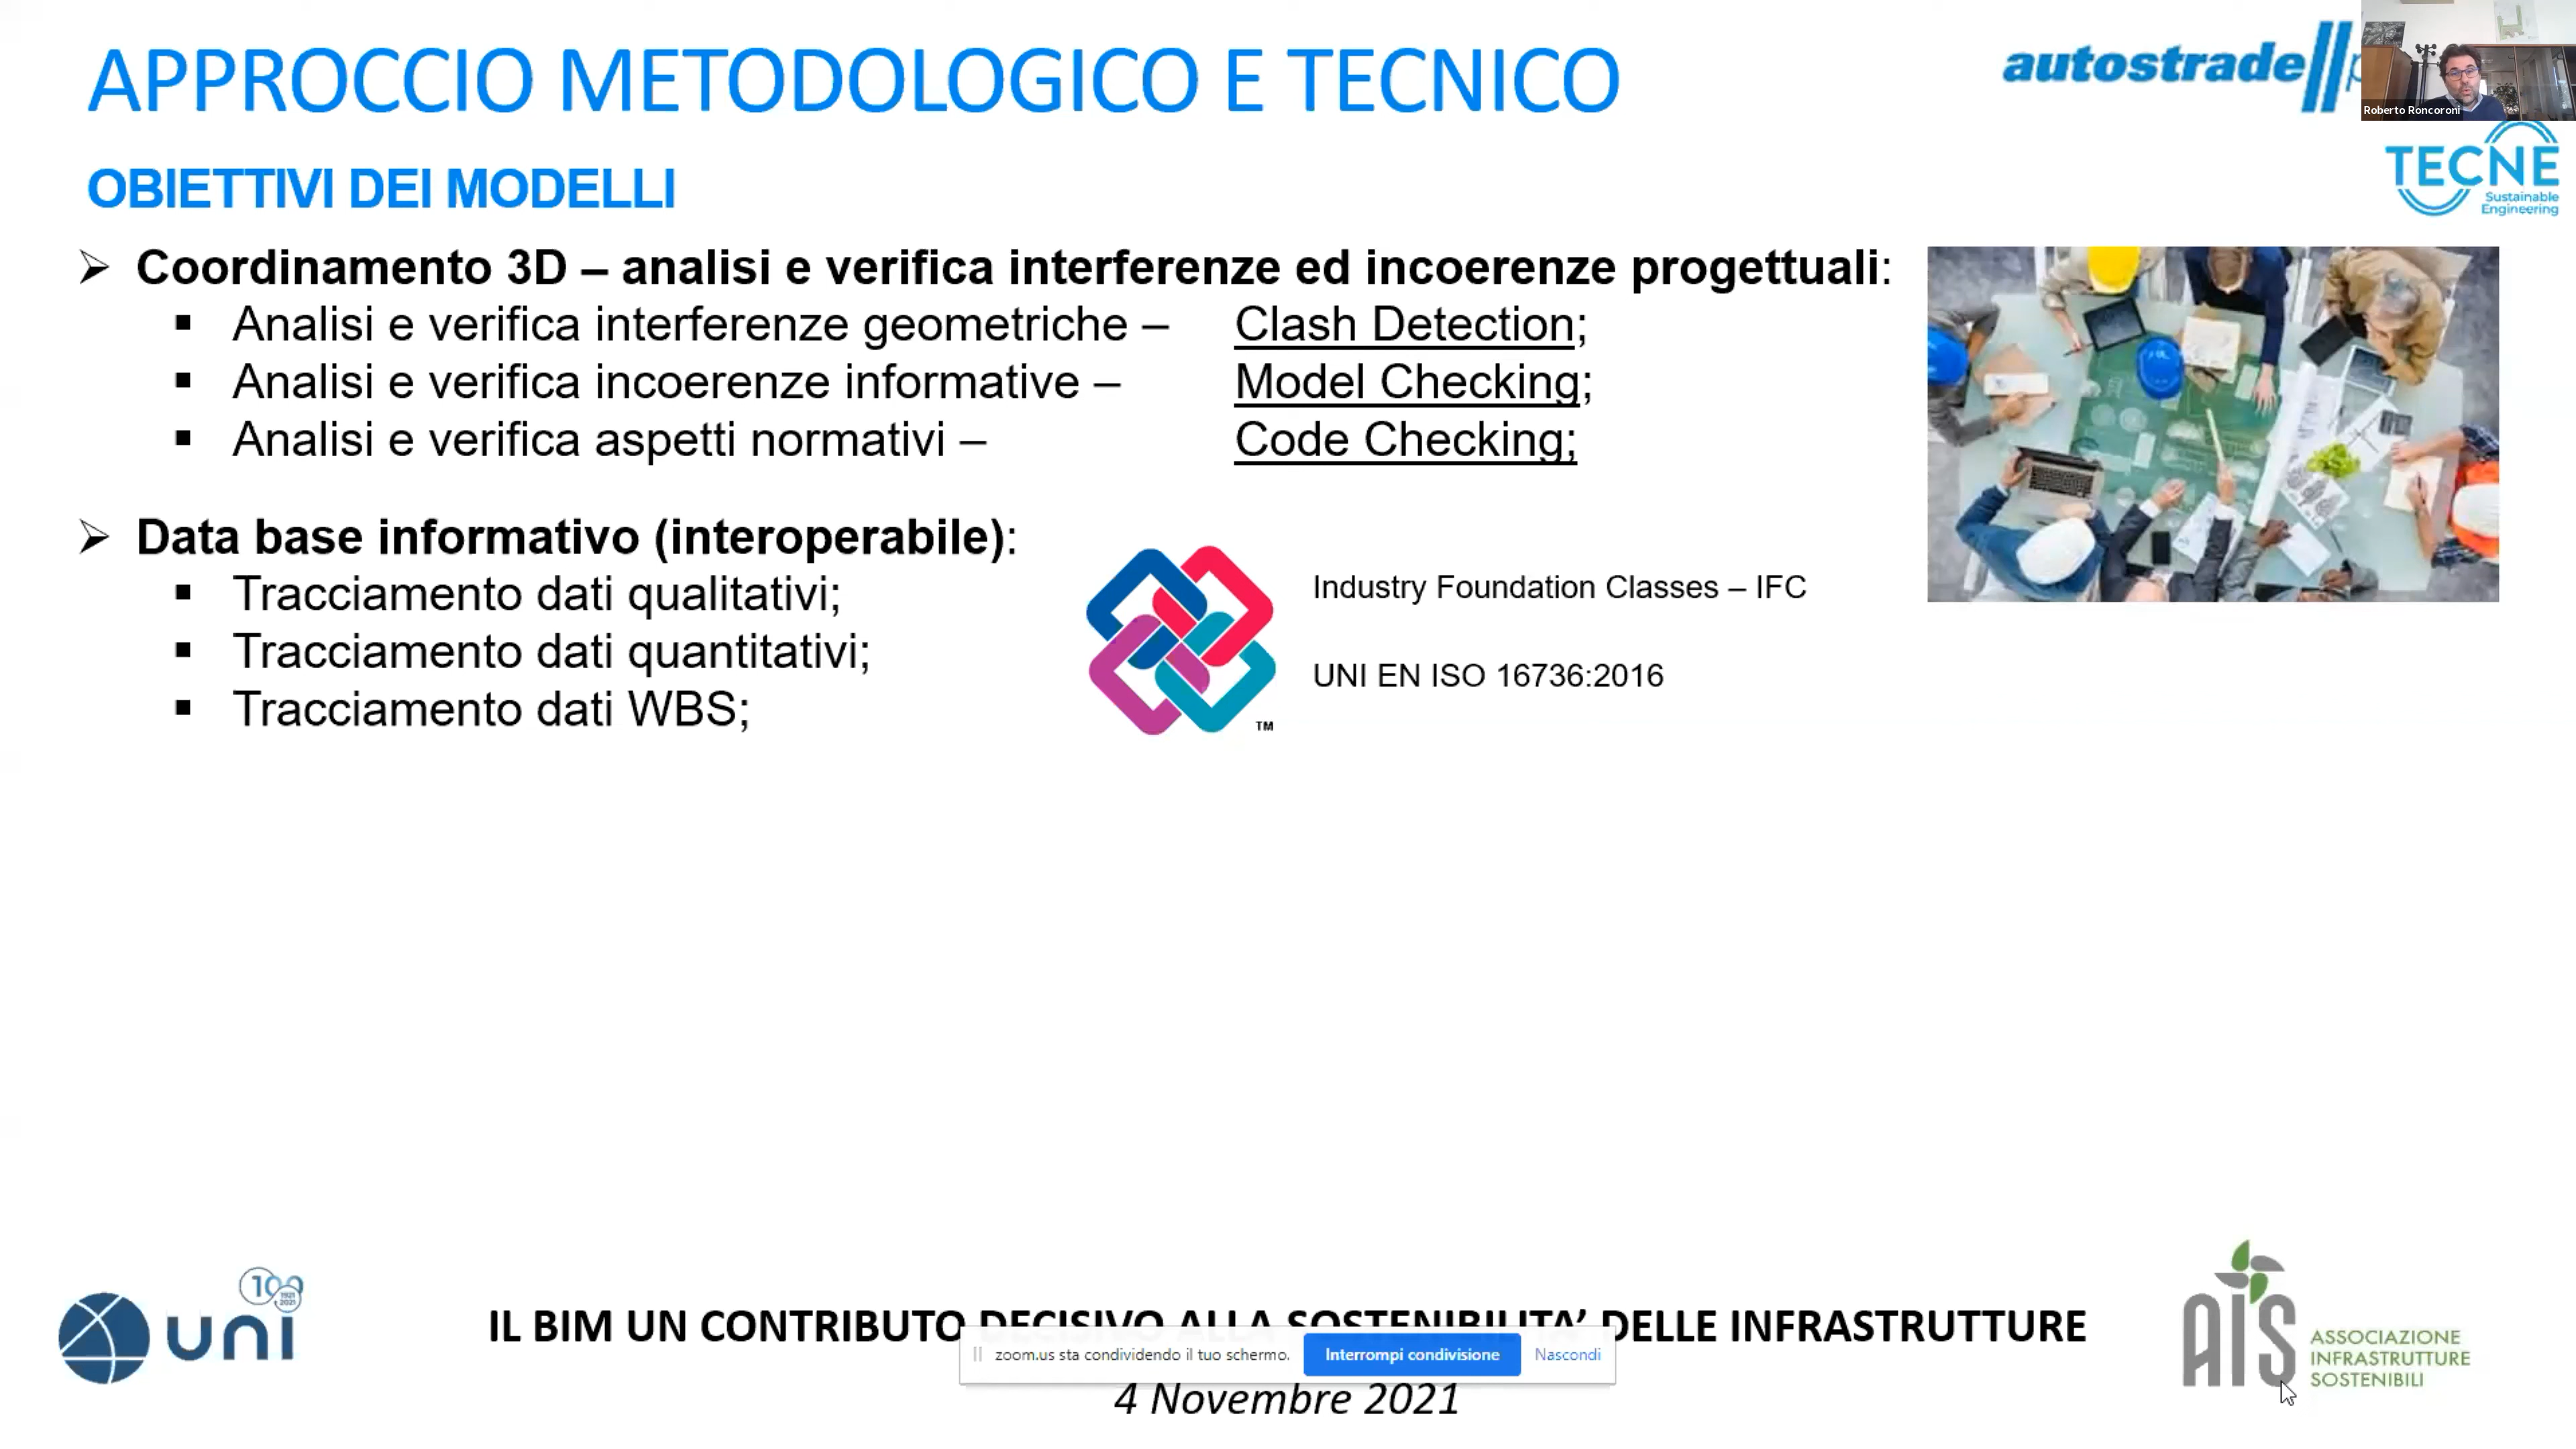 APPROCCIO METODOLOGICO E TECNICO
autostrade
Roberto Roncoroni
TECNE
Sustainable
Engineering
OBIETTIVI DEI MODELLI
➢ Coordinamento 3D – analisi e verifica interferenze ed incoerenze progettuali:
▪ Analisi e verifica interferenze geometriche – Clash Detection;
▪ Analisi e verifica incoerenze informative – Model Checking;
▪ Analisi e verifica aspetti normativi – Code Checking;
➢ Data base informativo (interoperabile):
▪ Tracciamento dati qualitativi;
▪ Tracciamento dati quantitativi;
▪ Tracciamento dati WBS;
TM
Industry Foundation Classes – IFC
UNI EN ISO 16736:2016
100
1921
2021
uni
IL BIM UN CONTRIBUTO DECISIVO ALLA SOSTENIBILITA’ DELLE INFRASTRUTTURE
zoom.us sta condividendo il tuo schermo. Interrompi condivisione Nascondi
4 Novembre 2021
AIS
ASSOCIAZIONE
INFRASTRUTTURE
SOSTENIBILI